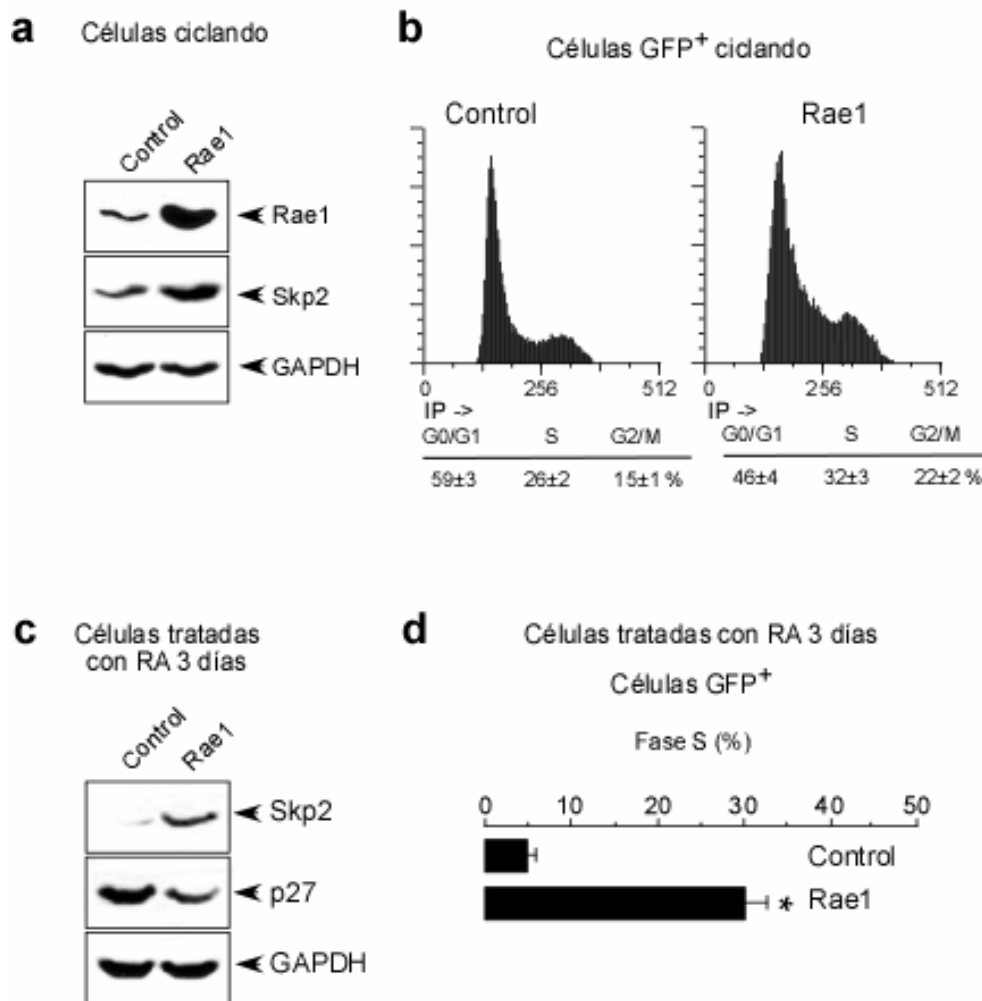 a Células ciclando
Control Rae1
Rae1
Skp2
GAPDH
b
Células GFP+ ciclando
Control Rae1
0 256 512 0 256 512
IP -> IP ->
G0/G1 S G2/M G0/G1 S G2/M
59±3 26±2 15±1 % 46±4 32±3 22±2 %
c Células tratadas
con RA 3 días
Control Rae1
Skp2
p27
GAPDH
d Células tratadas con RA 3 días
Células GFP+
Fase S (%)
0 10 20 30 40 50
Control
* Rae1